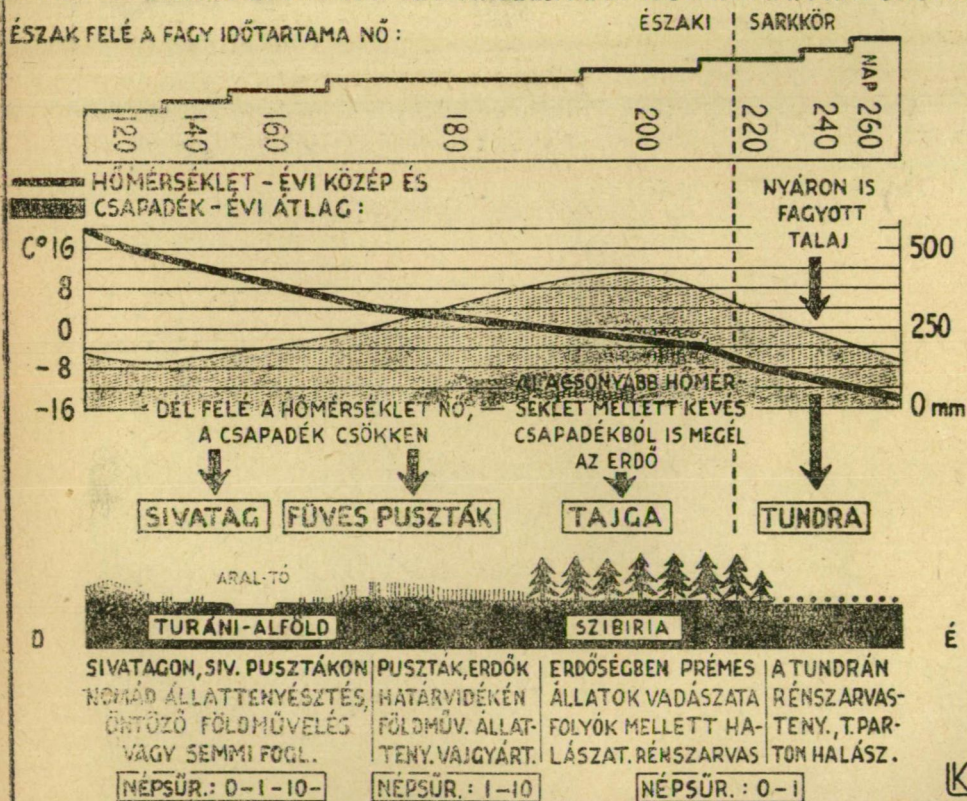 ÉSZAKI SARKKÖR
ÉSZAK FELÉ A FAGY IDŐTARTAMA NŐ:
120 140 160 180 200 220 240 260 NAP
HŐMÉRSÉKLET - ÉVI KÖZÉP ÉS
CSAPADÉK - ÉVI ÁTLAG:
NYÁRON IS
FAGYOTT
TALAJ
C° 16
8
0
-8
-16
500
250
0 mm
DÉL FELÉ A HŐMÉRSÉKLET NŐ,
A CSAPADÉK CSÖKKEN
ALACSONYABB HŐMÉR-
SÉKLET MELLETT KEVÉS
CSAPADÉKBÓL IS MEGÉL
AZ ERDŐ
SIVATAG
FÜVES PUSZTÁK
TAJGA
TUNDRA
ARAL-TÓ
TURÁNI-ALFÖLD
SZIBIRIA
D
É
SIVATAGON, SIV. PUSZTÁKON
NOMÁD ÁLLATTENYÉSZTÉS,
ÖNTÖZŐ FÖLDMŰVELÉS
VAGY SEMMI FOGL.
NÉPSŰR.: 0-1-10-
PUSZTÁK, ERDŐK
HATÁRVIDÉKÉN
FÖLDMŰV. ÁLLAT-
TENY. VAJGYÁRT.
NÉPSŰR.: 1-10
ERDŐSÉGBEN PRÉMES
ÁLLATOK VADÁSZATA
FOLYÓK MELLETT HA-
LÁSZAT. RÉNSZARVAS
A TUNDRÁN
RÉNSZARVAS-
TENY., T.PAR-
TON HALÁSZ.
NÉPSŰR.: 0-1